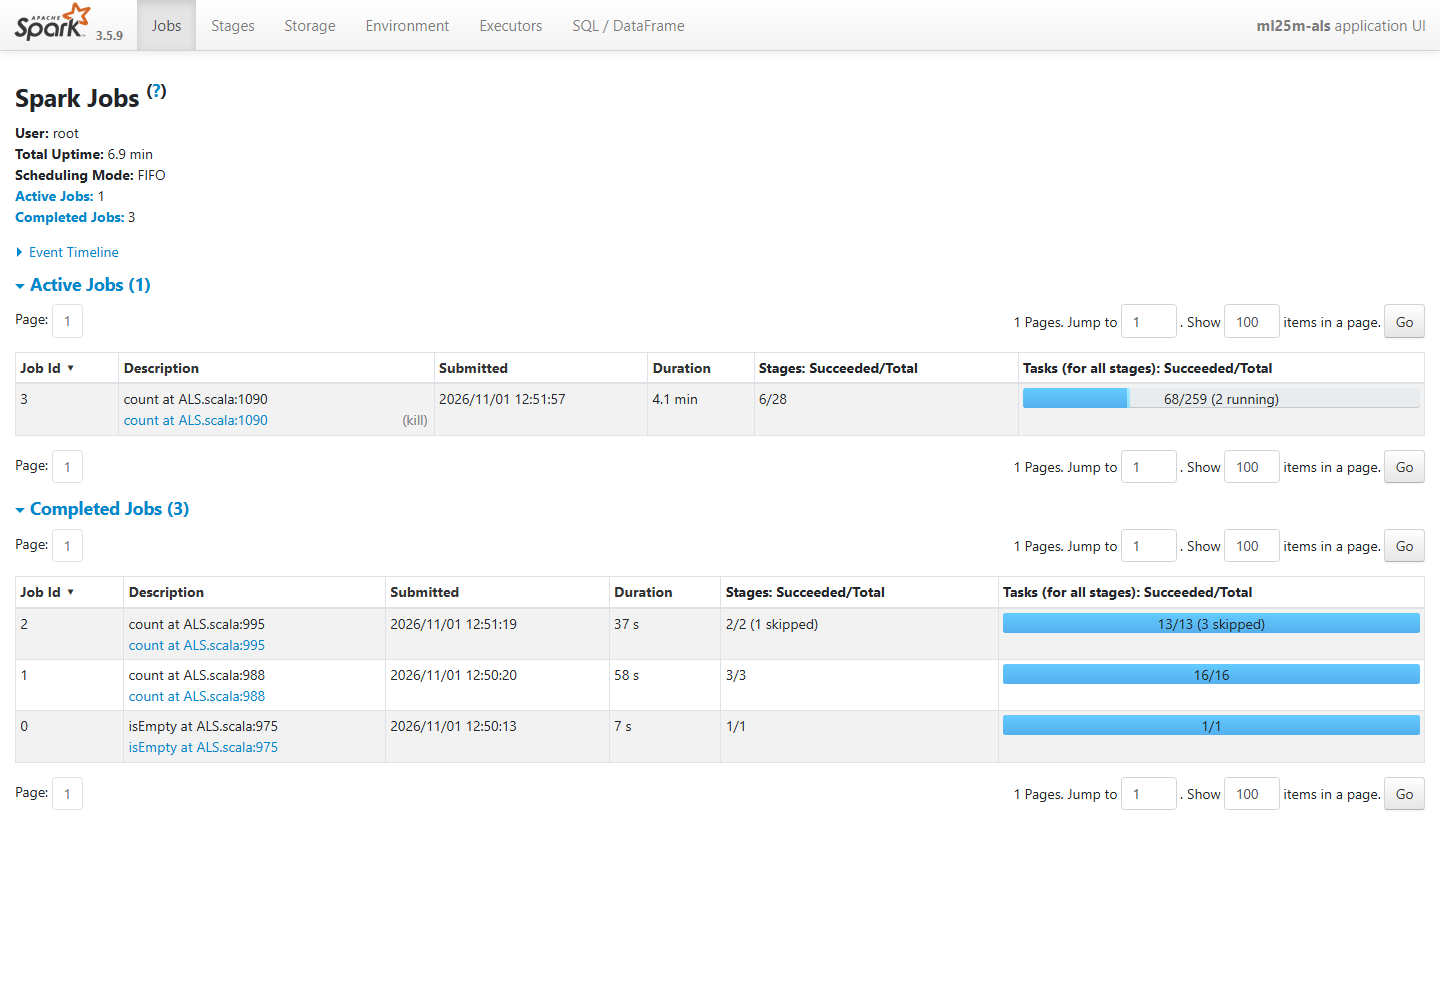 APACHE
Spark 3.5.9
Jobs
Stages
Storage
Environment
Executors
SQL / DataFrame
ml25m-als application UI
Spark Jobs (?)
User: root
Total Uptime: 6.9 min
Scheduling Mode: FIFO
Active Jobs: 1
Completed Jobs: 3
Event Timeline
Active Jobs (1)
Page: 1
1 Pages. Jump to 1 . Show 100 items in a page. Go
Job Id ▾ Description Submitted Duration Stages: Succeeded/Total Tasks (for all stages): Succeeded/Total
3 count at ALS.scala:1090 2026/11/01 12:51:57 4.1 min 6/28 68/259 (2 running)
count at ALS.scala:1090 (kill)
Page: 1
1 Pages. Jump to 1 . Show 100 items in a page. Go
Completed Jobs (3)
Page: 1
1 Pages. Jump to 1 . Show 100 items in a page. Go
Job Id ▾ Description Submitted Duration Stages: Succeeded/Total Tasks (for all stages): Succeeded/Total
2 count at ALS.scala:995 2026/11/01 12:51:19 37 s 2/2 (1 skipped) 13/13 (3 skipped)
count at ALS.scala:995
1 count at ALS.scala:988 2026/11/01 12:50:20 58 s 3/3 16/16
count at ALS.scala:988
0 isEmpty at ALS.scala:975 2026/11/01 12:50:13 7 s 1/1 1/1
isEmpty at ALS.scala:975
Page: 1
1 Pages. Jump to 1 . Show 100 items in a page. Go